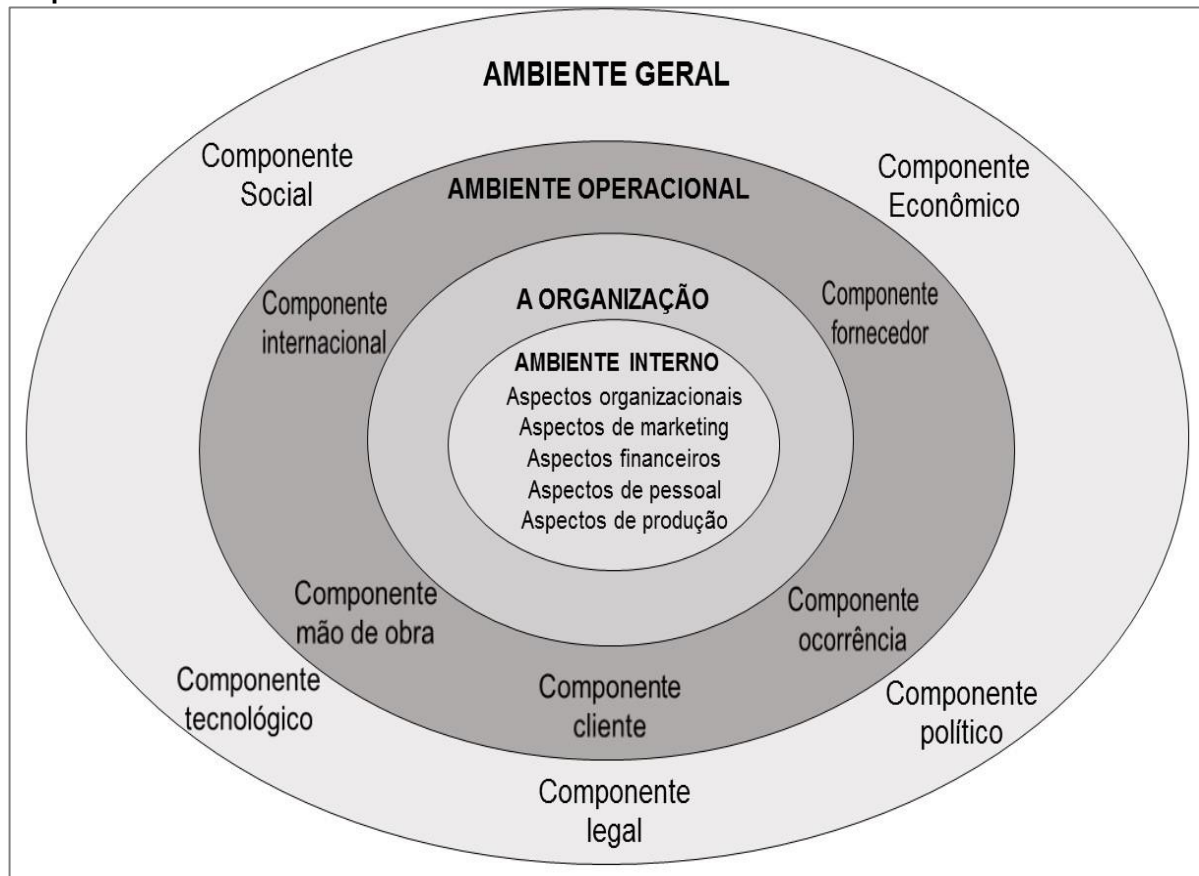 AMBIENTE GERAL
Componente
Social
Componente
Econômico
AMBIENTE OPERACIONAL
Componente
internacional
A ORGANIZAÇÃO
Componente
fornecedor
AMBIENTE INTERNO
Aspectos organizacionais
Aspectos de marketing
Aspectos financeiros
Aspectos de pessoal
Aspectos de produção
Componente
mão de obra
Componente
ocorrência
Componente
tecnológico
Componente
cliente
Componente
político
Componente
legal